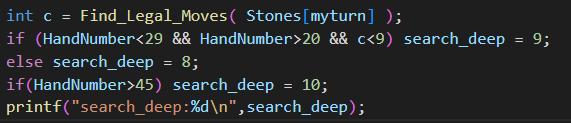 int c = Find_Legal_Moves( Stones[myturn] );
if (HandNumber<29 && HandNumber>20 && c<9) search_deep = 9;
else search_deep = 8;
if(HandNumber>45) search_deep = 10;
printf("search_deep:%d\n",search_deep);